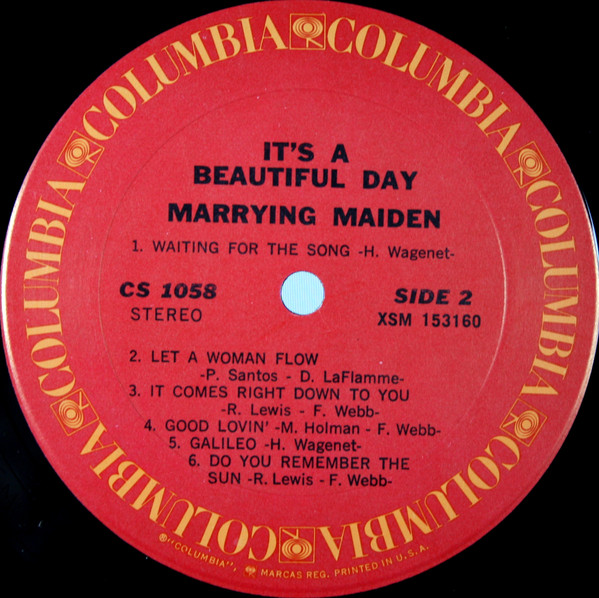 COLUMBIA COLUMBIA COLUMBIA COLUMBIA COLUMBIA COLUMBIA
IT'S A
BEAUTIFUL DAY
MARRYING MAIDEN
1. WAITING FOR THE SONG -H. Wagenet-
CS 1058
STEREO
SIDE 2
XSM 153160
2. LET A WOMAN FLOW
-P. Santos - D. LaFlamme-
3. IT COMES RIGHT DOWN TO YOU
-R. Lewis - F. Webb-
4. GOOD LOVIN' -M. Holman - F. Webb-
5. GALILEO -H. Wagenet-
6. DO YOU REMEMBER THE
SUN -R. Lewis - F. Webb-
®"COLUMBIA", MARCAS REG. PRINTED IN U.S.A.